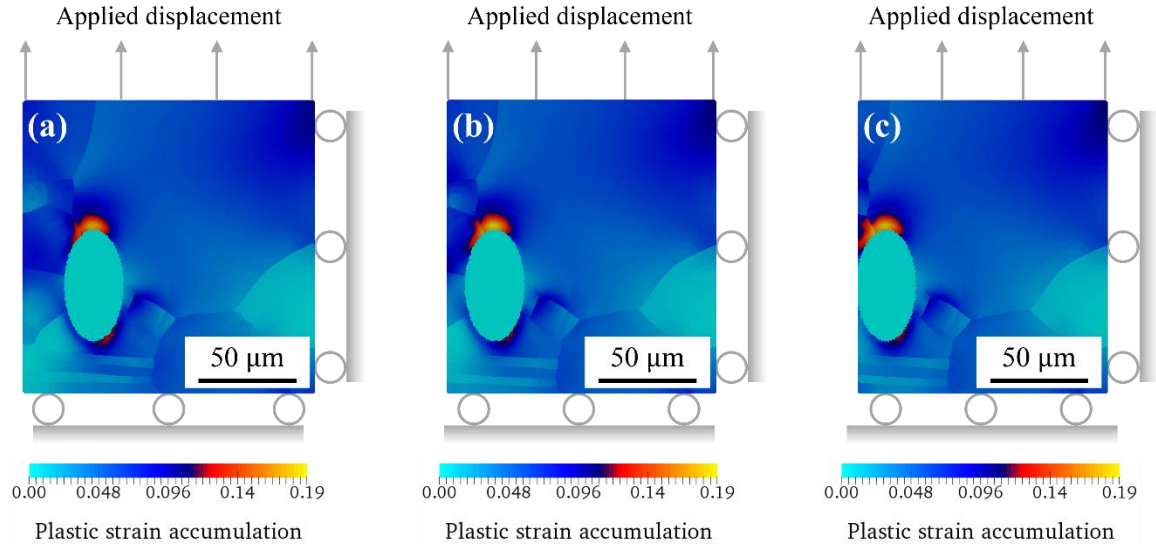 Applied displacement
Applied displacement
Applied displacement
(a)
(b)
(c)
50 μm
50 μm
50 μm
0.00 0.048 0.096 0.14 0.19
0.00 0.048 0.096 0.14 0.19
0.00 0.048 0.096 0.14 0.19
Plastic strain accumulation
Plastic strain accumulation
Plastic strain accumulation